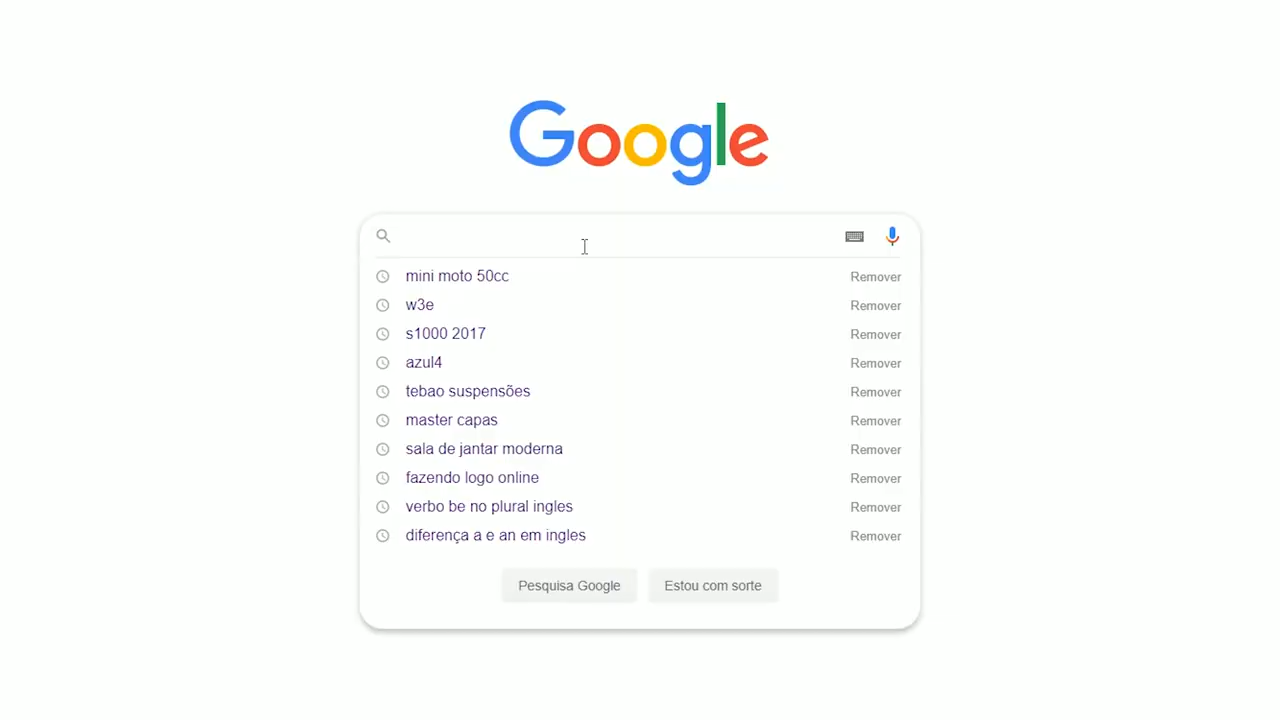 Google
mini moto 50cc Remover
w3e Remover
s1000 2017 Remover
azul4 Remover
tebao suspensões Remover
master capas Remover
sala de jantar moderna Remover
fazendo logo online Remover
verbo be no plural ingles Remover
diferença a e an em ingles Remover
Pesquisa Google Estou com sorte